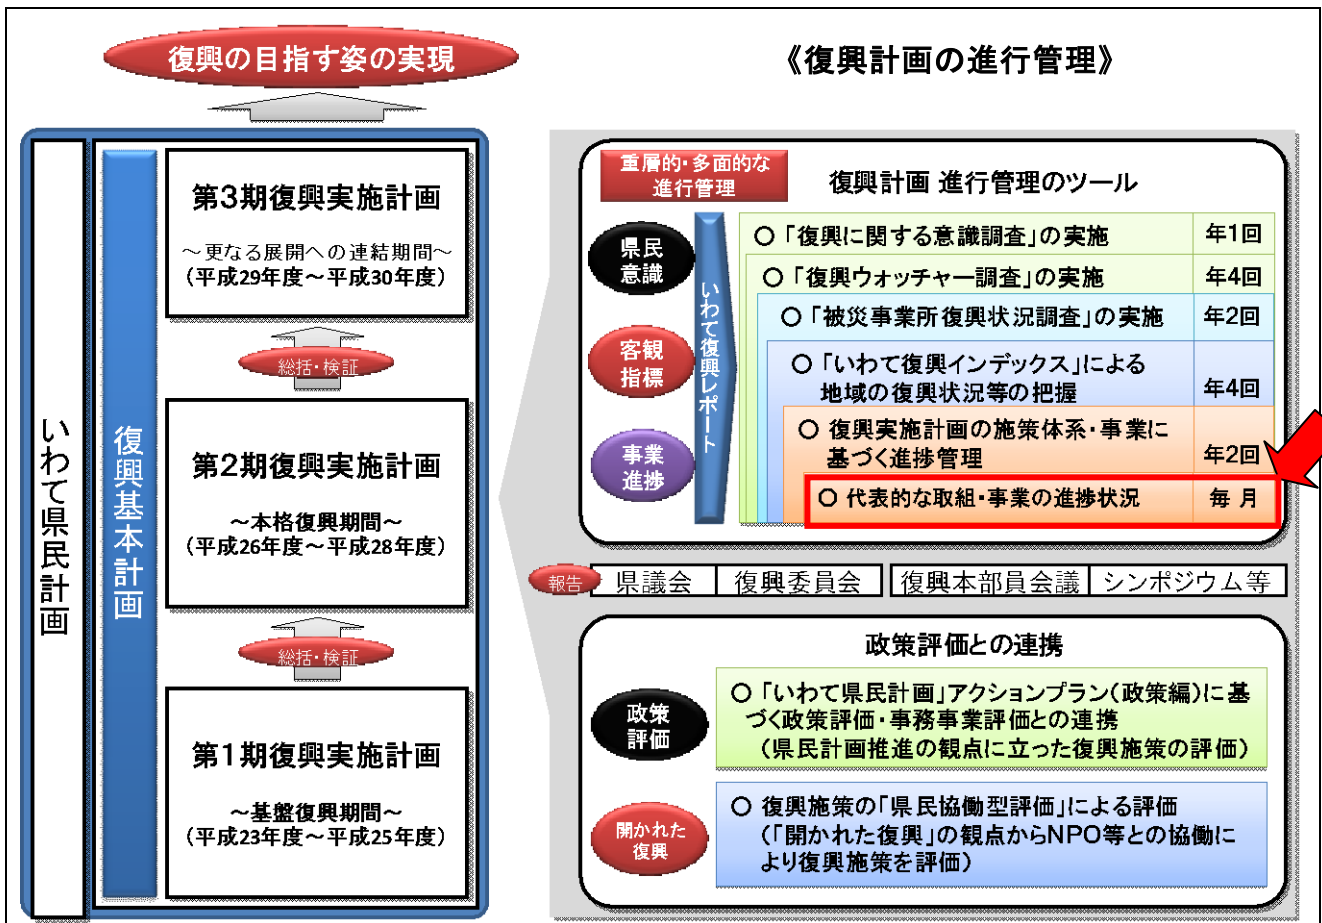 復興の目指す姿の実現
《復興計画の進行管理》
いわて県民計画
復興基本計画
第3期復興実施計画
～更なる展開への連結期間～
(平成29年度～平成30年度)
総括・検証
第2期復興実施計画
～本格復興期間～
(平成26年度～平成28年度)
総括・検証
第1期復興実施計画
～基盤復興期間～
(平成23年度～平成25年度)
重層的・多面的な
進行管理
復興計画 進行管理のツール
県民
意識
客観
指標
事業
進捗
いわて復興レポート
○「復興に関する意識調査」の実施 年1回
○「復興ウォッチャー調査」の実施 年4回
○「被災事業所復興状況調査」の実施 年2回
○「いわて復興インデックス」による
地域の復興状況等の把握 年4回
○ 復興実施計画の施策体系・事業に
基づく進捗管理 年2回
○ 代表的な取組・事業の進捗状況 毎 月
報告 県議会 復興委員会 復興本部員会議 シンポジウム等
政策評価との連携
政策
評価
○「いわて県民計画」アクションプラン(政策編)に基
づく政策評価・事務事業評価との連携
(県民計画推進の観点に立った復興施策の評価)
開かれた
復興
○ 復興施策の「県民協働型評価」による評価
(「開かれた復興」の観点からNPO等との協働に
より復興施策を評価)